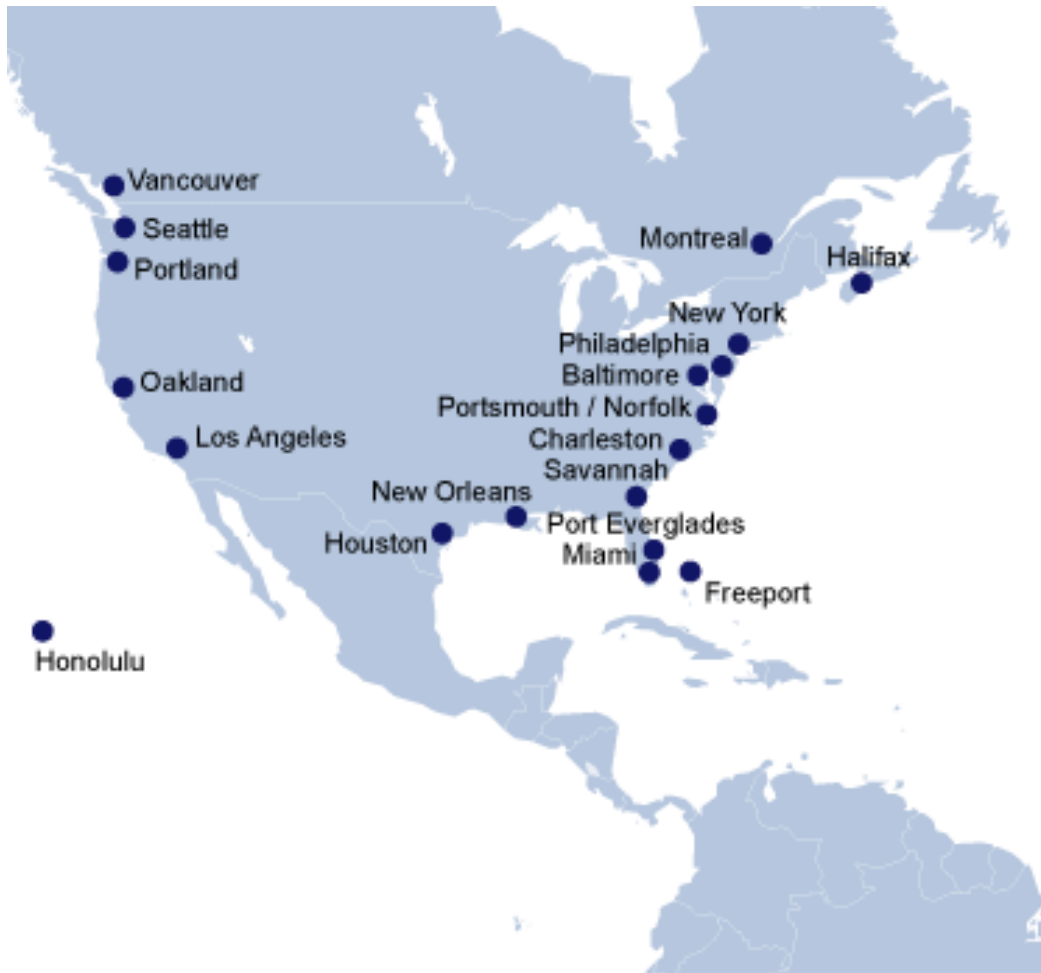 Vancouver
Seattle
Montreal
Halifax
Portland
New York
Philadelphia
Baltimore
Oakland
Portsmouth / Norfolk
Los Angeles
Charleston
Savannah
New Orleans
Port Everglades
Houston
Miami
Freeport
Honolulu